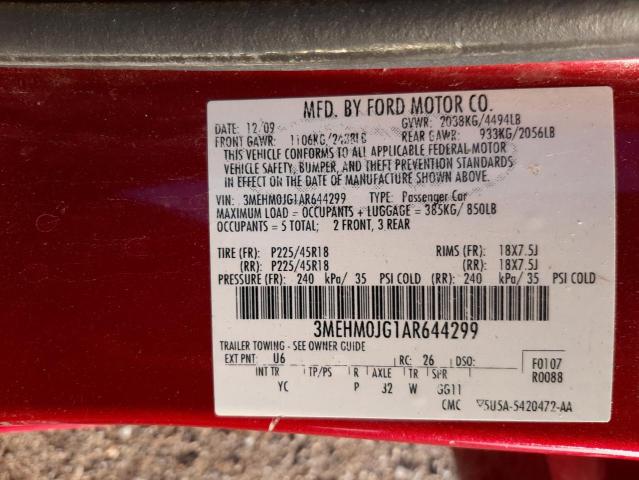 MFD. BY FORD MOTOR CO.
DATE: 12/09 GVWR: 2038KG/4494LB
FRONT GAWR: 1106KG/2438LB REAR GAWR: 933KG/2056LB
THIS VEHICLE CONFORMS TO ALL APPLICABLE FEDERAL MOTOR
VEHICLE SAFETY, BUMPER, AND THEFT PREVENTION STANDARDS
IN EFFECT ON THE DATE OF MANUFACTURE SHOWN ABOVE.
VIN: 3MEHM0JG1AR644299 TYPE: Passenger Car
MAXIMUM LOAD = OCCUPANTS + LUGGAGE = 385KG/ 850LB
OCCUPANTS = 5 TOTAL; 2 FRONT, 3 REAR
TIRE (FR): P225/45R18 RIMS (FR): 18X7.5J
(RR): P225/45R18 (RR): 18X7.5J
PRESSURE (FR): 240 kPa/ 35 PSI COLD (RR): 240 kPa/ 35 PSI COLD
3MEHM0JG1AR644299
TRAILER TOWING - SEE OWNER GUIDE
EXT PNT: U6 RC: 26 DSO: F0107
INT TR TP/PS R AXLE TR SPR R0088
YC P 32 W GG11
CMC 5U5A-5420472-AA